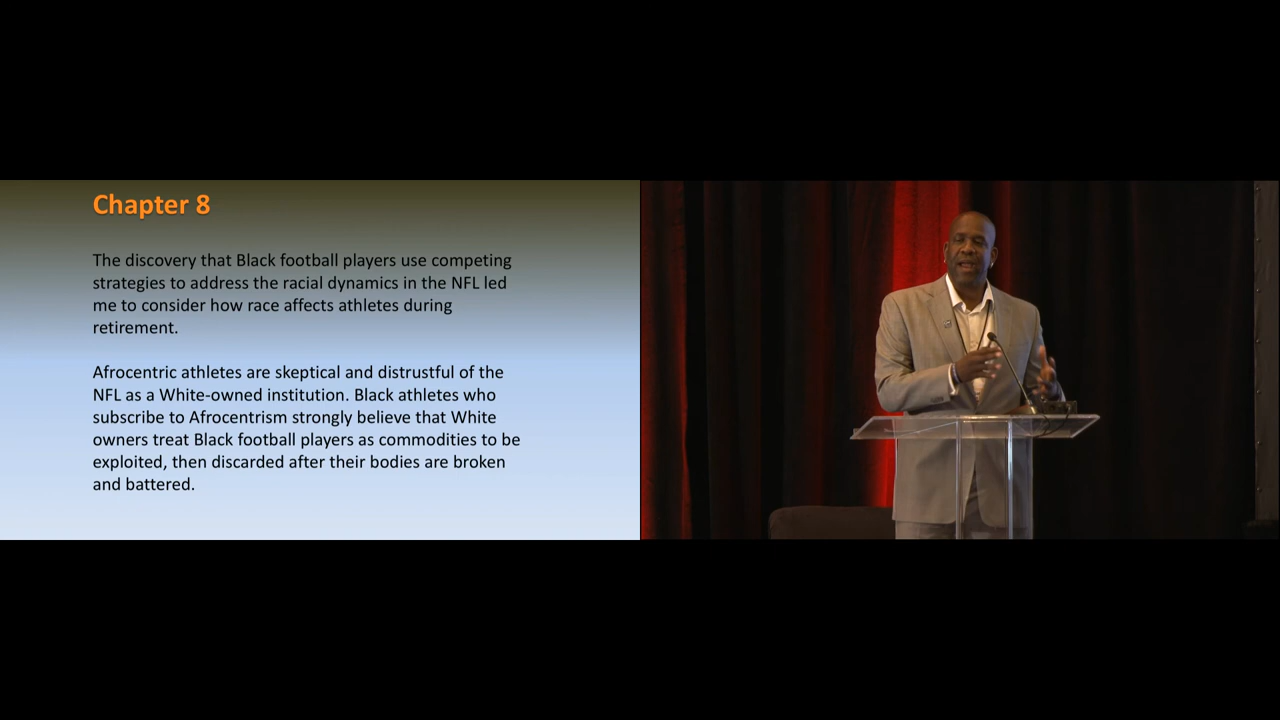 Chapter 8
The discovery that Black football players use competing
strategies to address the racial dynamics in the NFL led
me to consider how race affects athletes during
retirement.
Afrocentric athletes are skeptical and distrustful of the
NFL as a White-owned institution. Black athletes who
subscribe to Afrocentrism strongly believe that White
owners treat Black football players as commodities to be
exploited, then discarded after their bodies are broken
and battered.